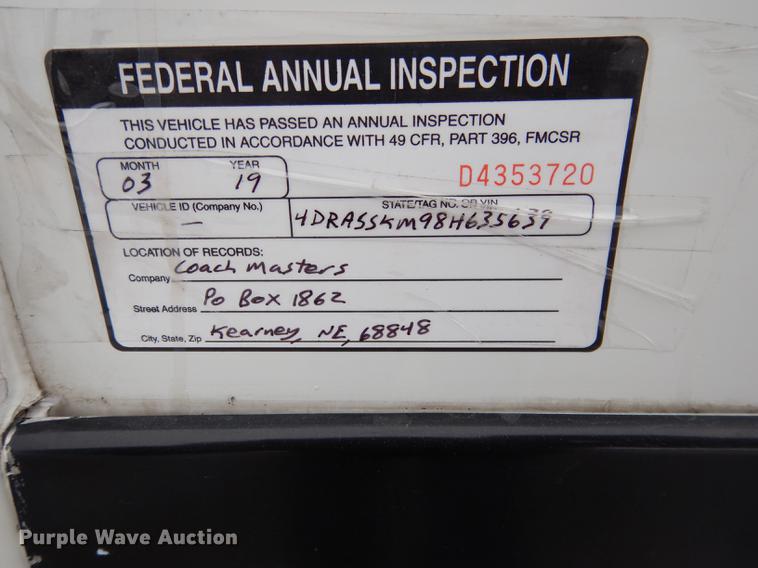 FEDERAL ANNUAL INSPECTION
THIS VEHICLE HAS PASSED AN ANNUAL INSPECTION
CONDUCTED IN ACCORDANCE WITH 49 CFR, PART 396, FMCSR
MONTH YEAR
03 19 D4353720
VEHICLE ID (Company No.) STATE/TAG NO. OR VIN
— 4DRASSKM98H635639
LOCATION OF RECORDS:
Company Coach Masters
Street Address Po Box 1862
City, State, Zip Kearney, NE, 68848
Purple Wave Auction